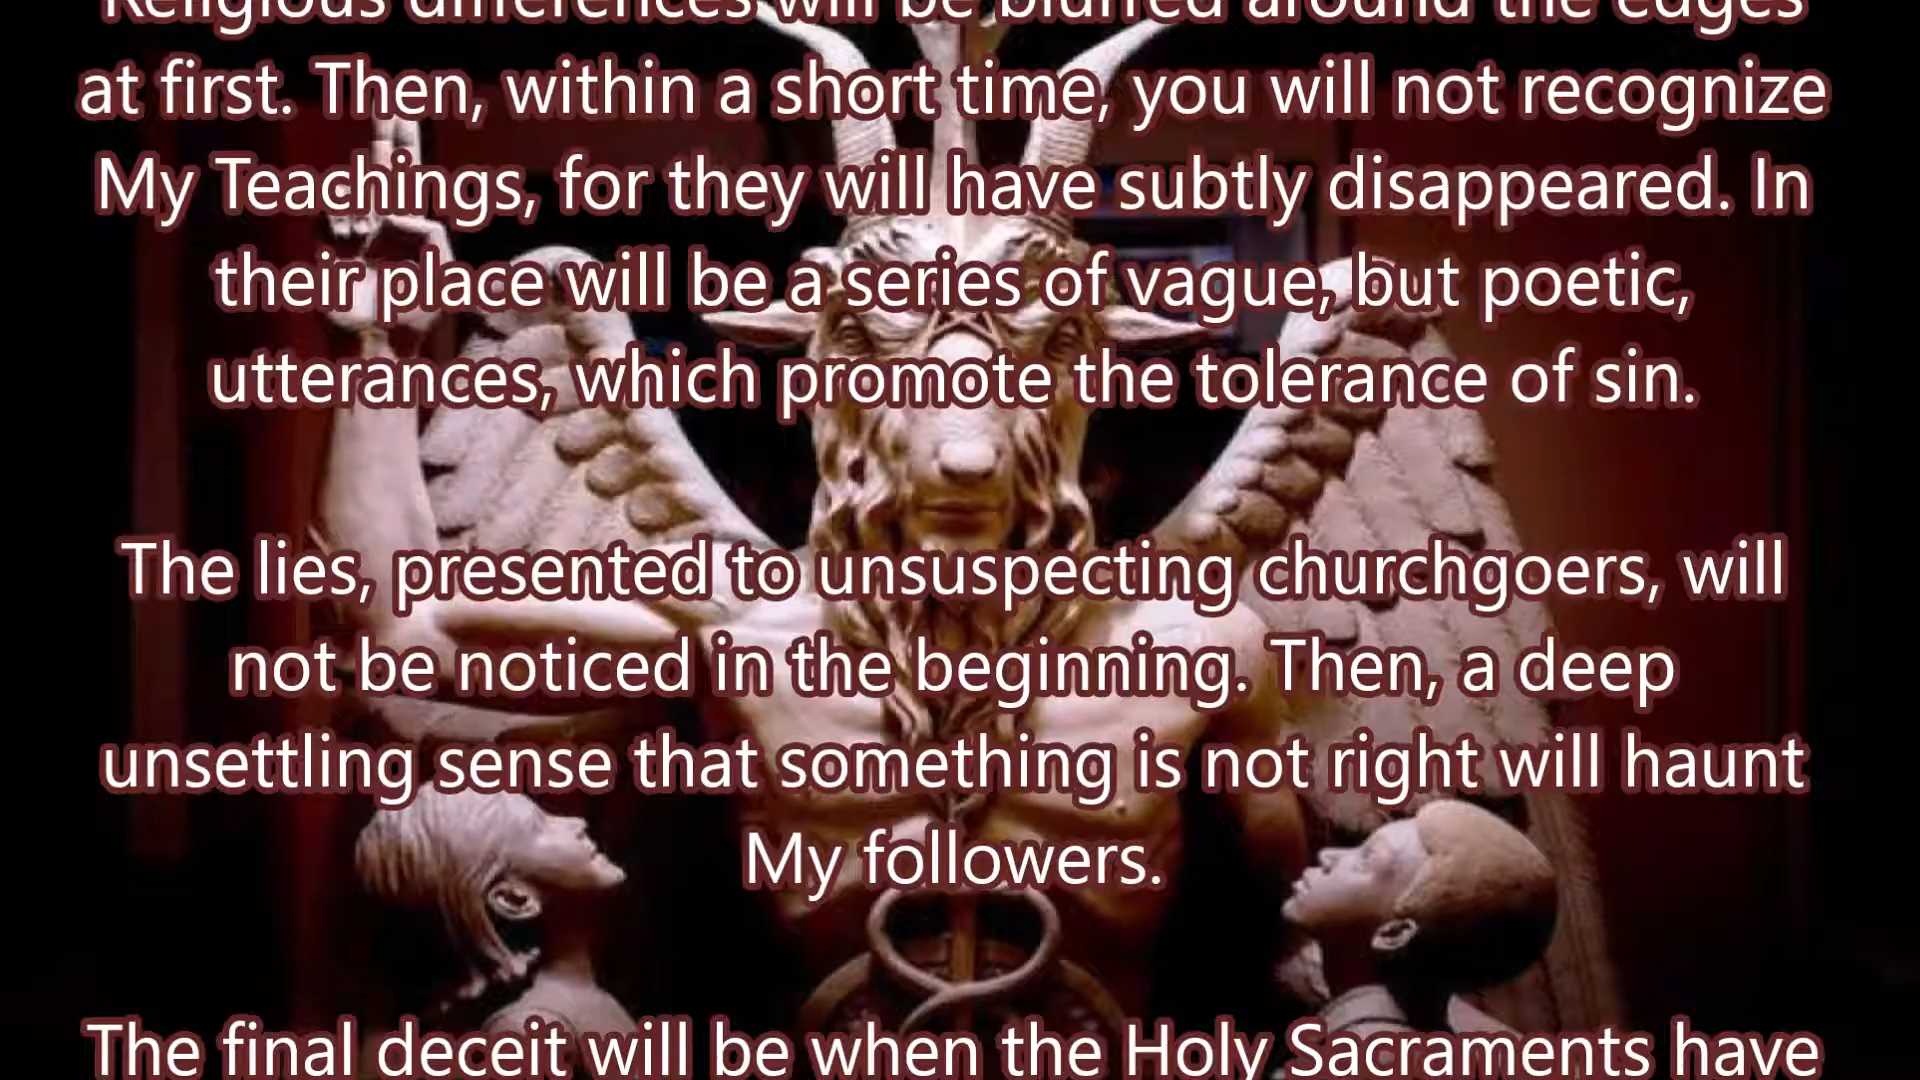 Religious differences will be blurred around the edges
at first. Then, within a short time, you will not recognize
My Teachings, for they will have subtly disappeared. In
their place will be a series of vague, but poetic,
utterances, which promote the tolerance of sin.
The lies, presented to unsuspecting churchgoers, will
not be noticed in the beginning. Then, a deep
unsettling sense that something is not right will haunt
My followers.
The final deceit will be when the Holy Sacraments have